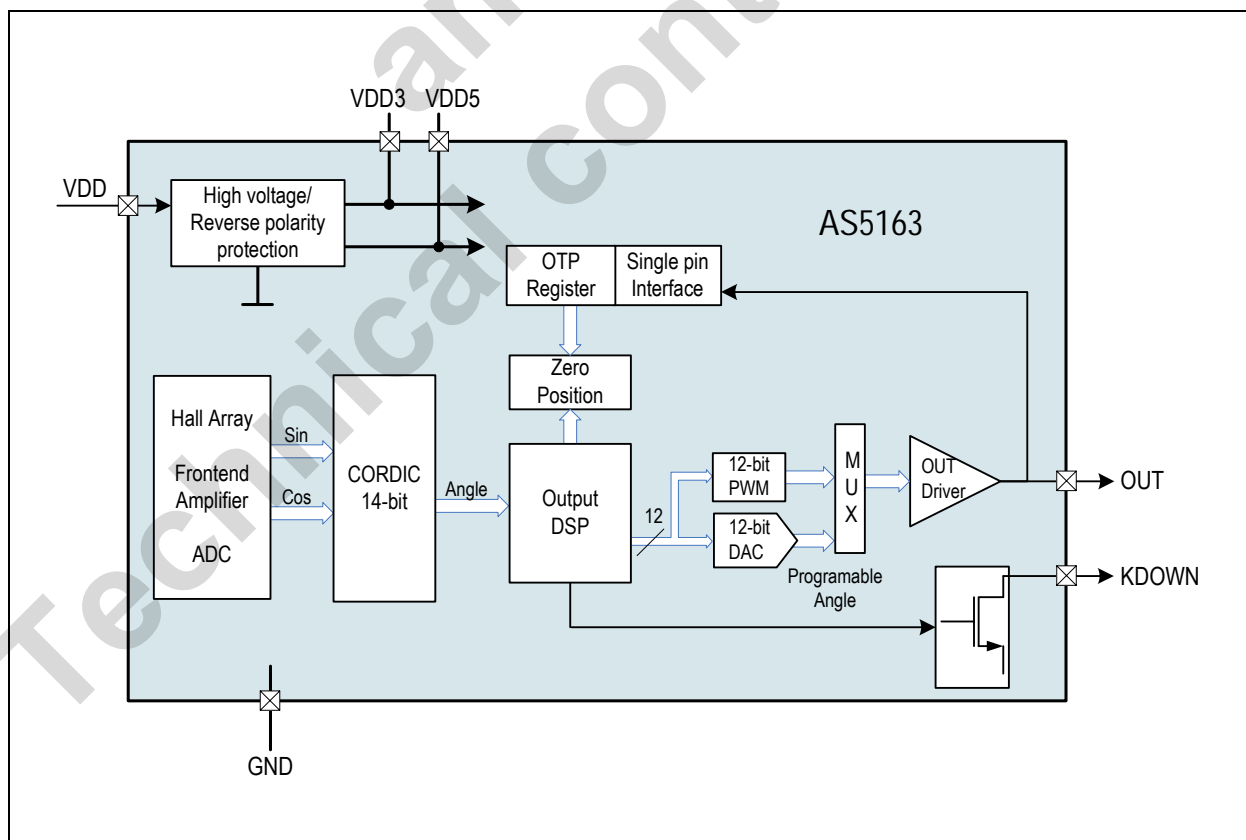 VDD3
VDD5
VDD
High voltage/
Reverse polarity
protection
AS5163
OTP
Register
Single pin
Interface
Zero
Position
Hall Array
Frontend
Amplifier
ADC
Sin
Cos
CORDIC
14-bit
Angle
Output
DSP
12
12-bit
PWM
12-bit
DAC
M
U
X
OUT
Driver
OUT
Programable
Angle
KDOWN
GND
Technical cont